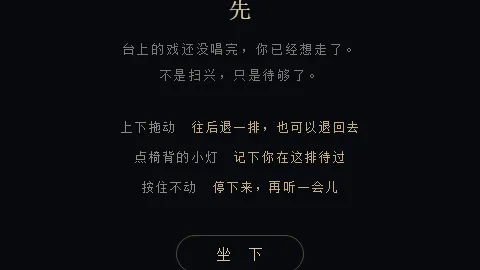 先
台上的戏还没唱完，你已经想走了。
不是扫兴，只是待够了。
上下拖动 往后退一排，也可以退回去
点椅背的小灯 记下你在这排待过
按住不动 停下来，再听一会儿
坐 下